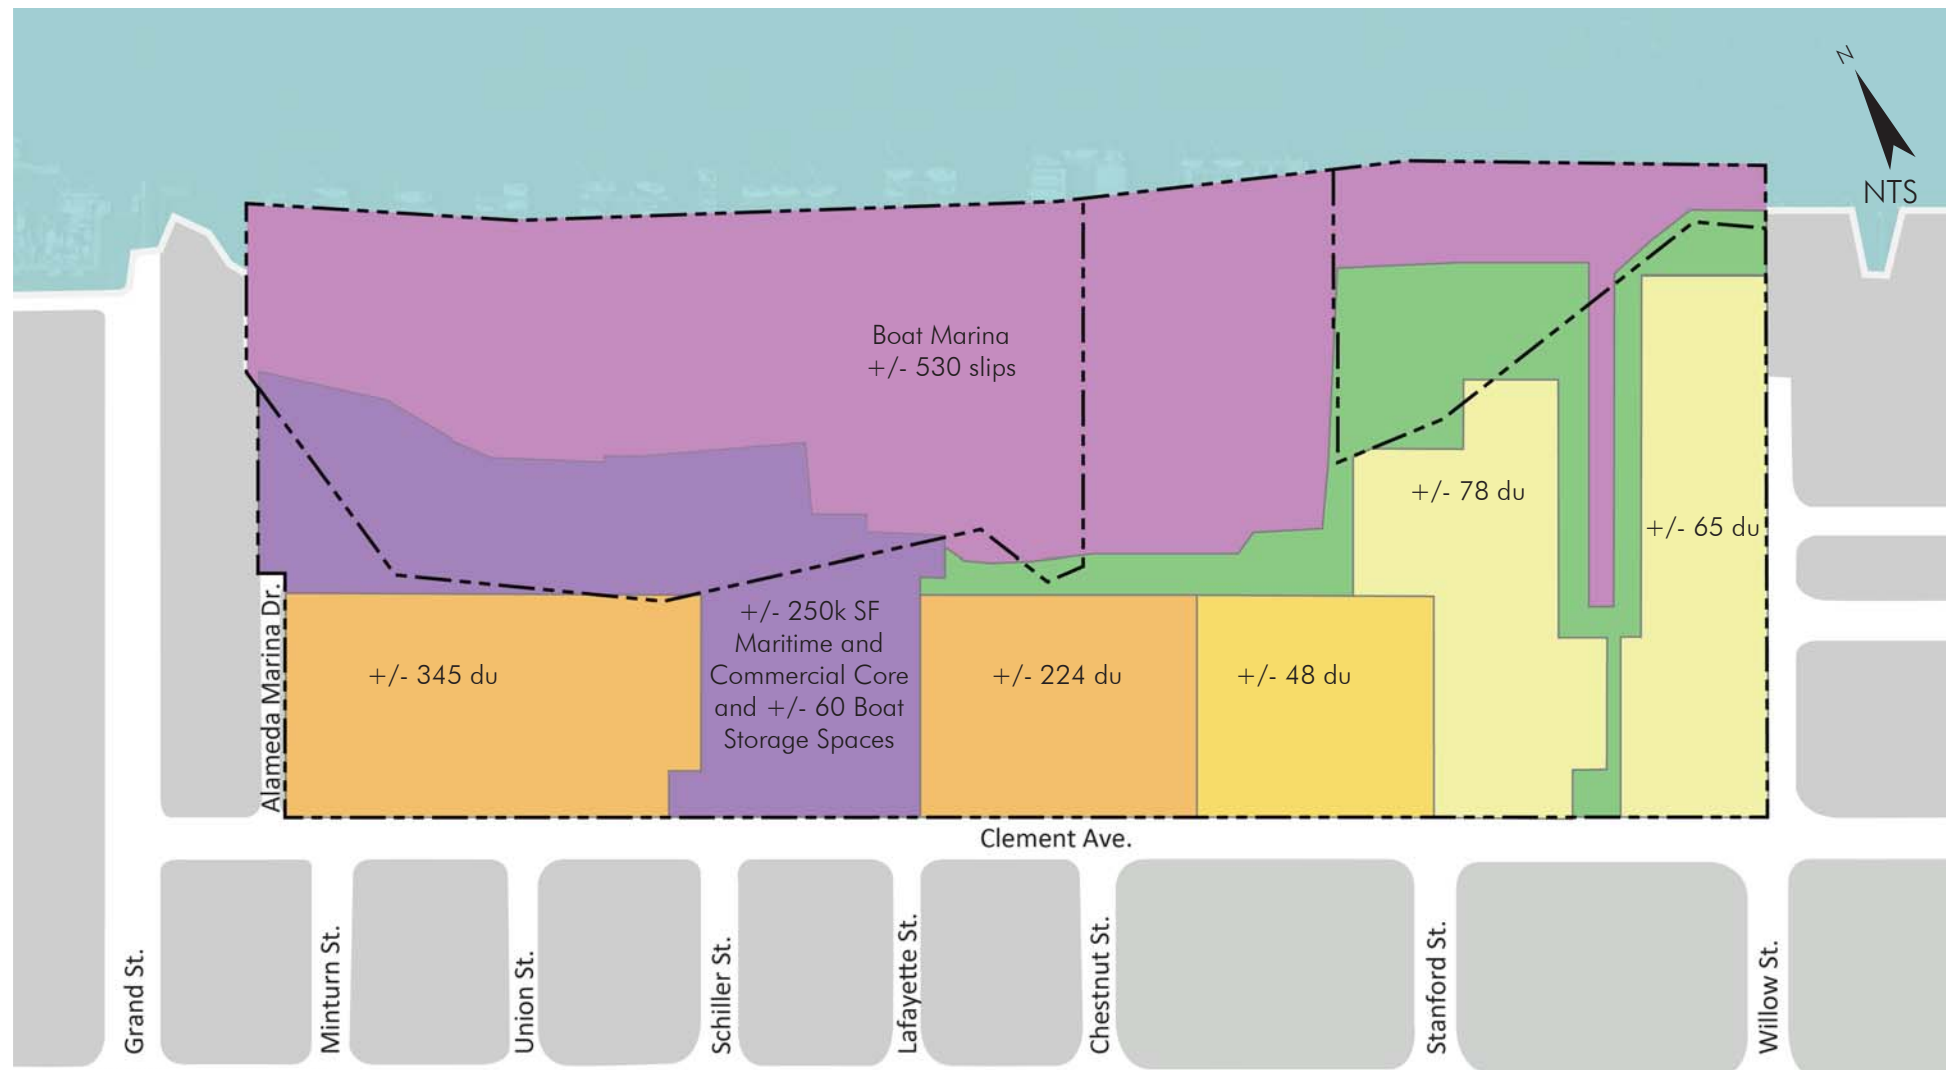 N
NTS
Boat Marina
+/- 530 slips
+/- 78 du
+/- 65 du
+/- 250k SF
Maritime and
Commercial Core
and +/- 60 Boat
Storage Spaces
+/- 345 du
+/- 224 du
+/- 48 du
Alameda Marina Dr.
Clement Ave.
Grand St.
Minturn St.
Union St.
Schiller St.
Lafayette St.
Chestnut St.
Stanford St.
Willow St.